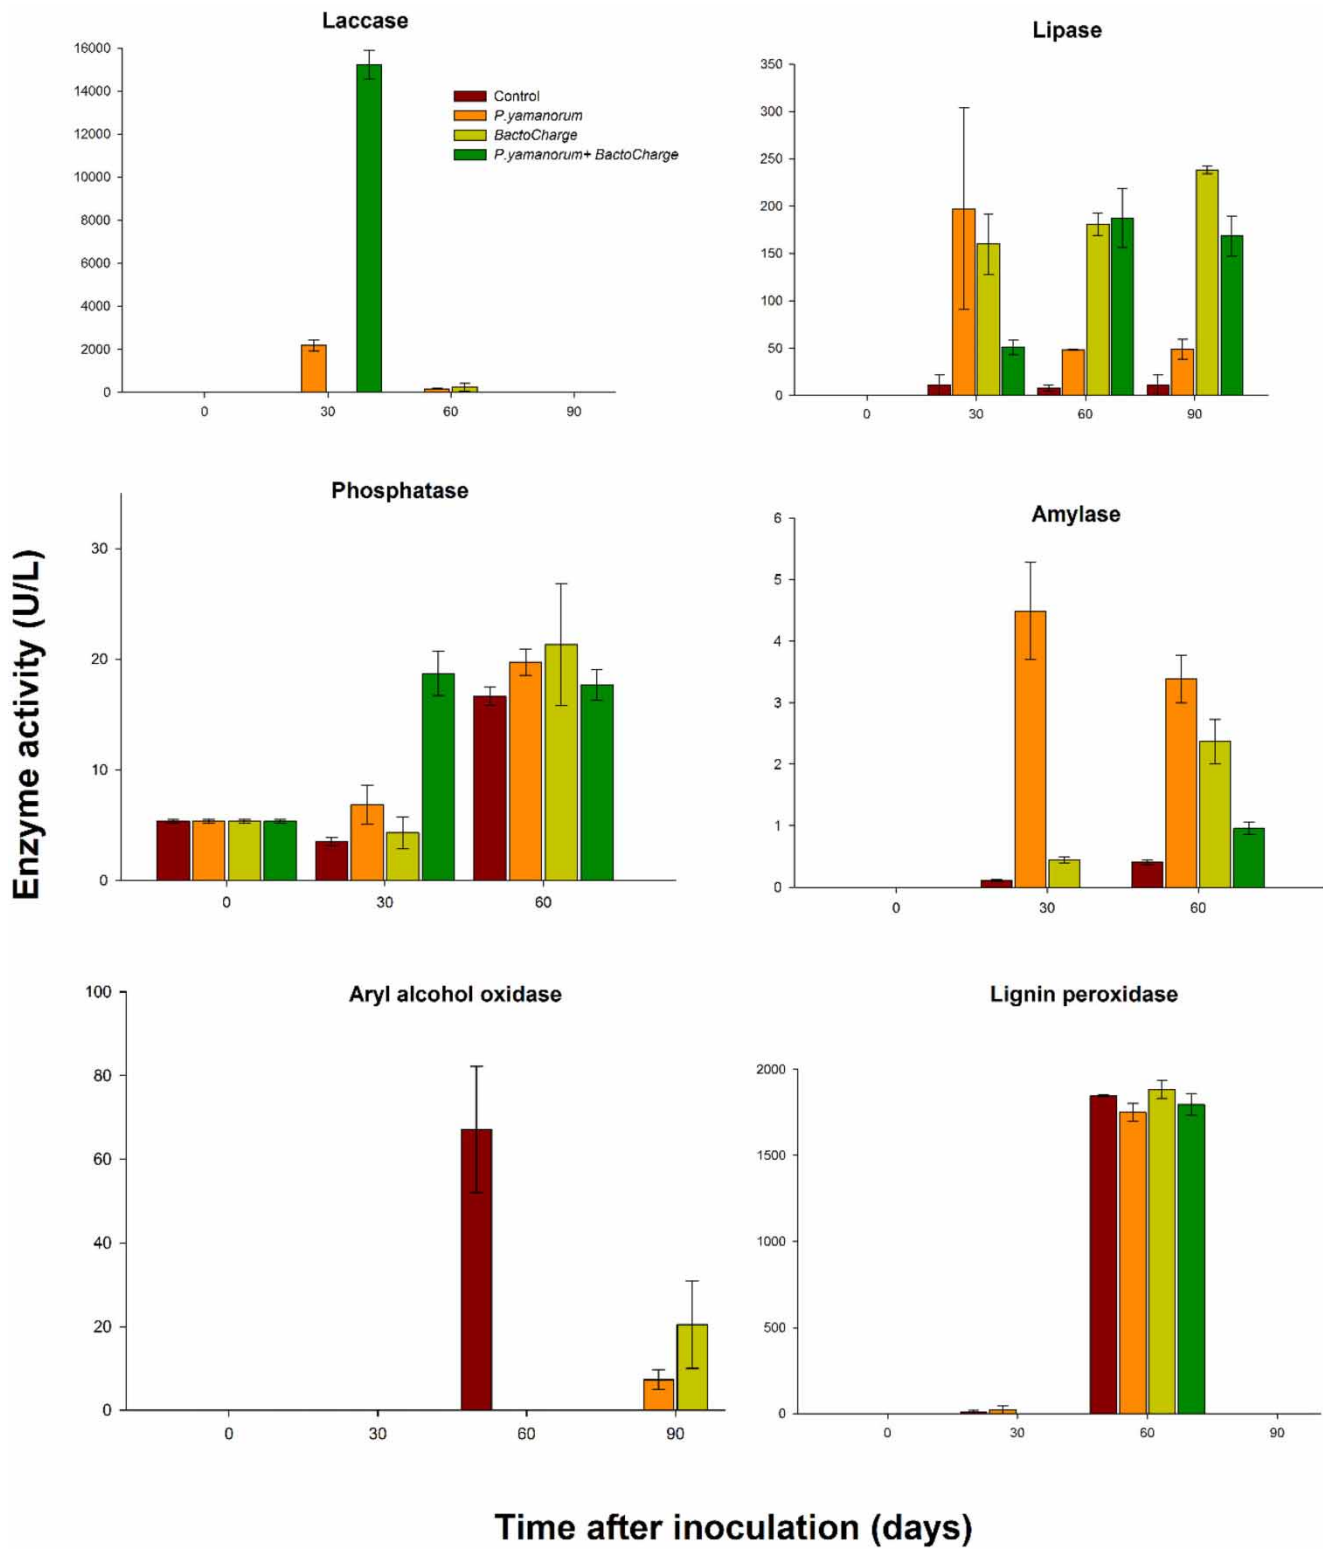 Laccase
16000
14000
12000
10000
8000
6000
4000
2000
0
0 30 60 90
Control
P.yamanorum
BactoCharge
P.yamanorum+ BactoCharge
Lipase
350
300
250
200
150
100
50
0
0 30 60 90
Enzyme activity (U/L)
Phosphatase
30
20
10
0
0 30 60
Amylase
6
5
4
3
2
1
0
0 30 60
Aryl alcohol oxidase
100
80
60
40
20
0
0 30 60 90
Lignin peroxidase
2000
1500
1000
500
0
0 30 60 90
Time after inoculation (days)